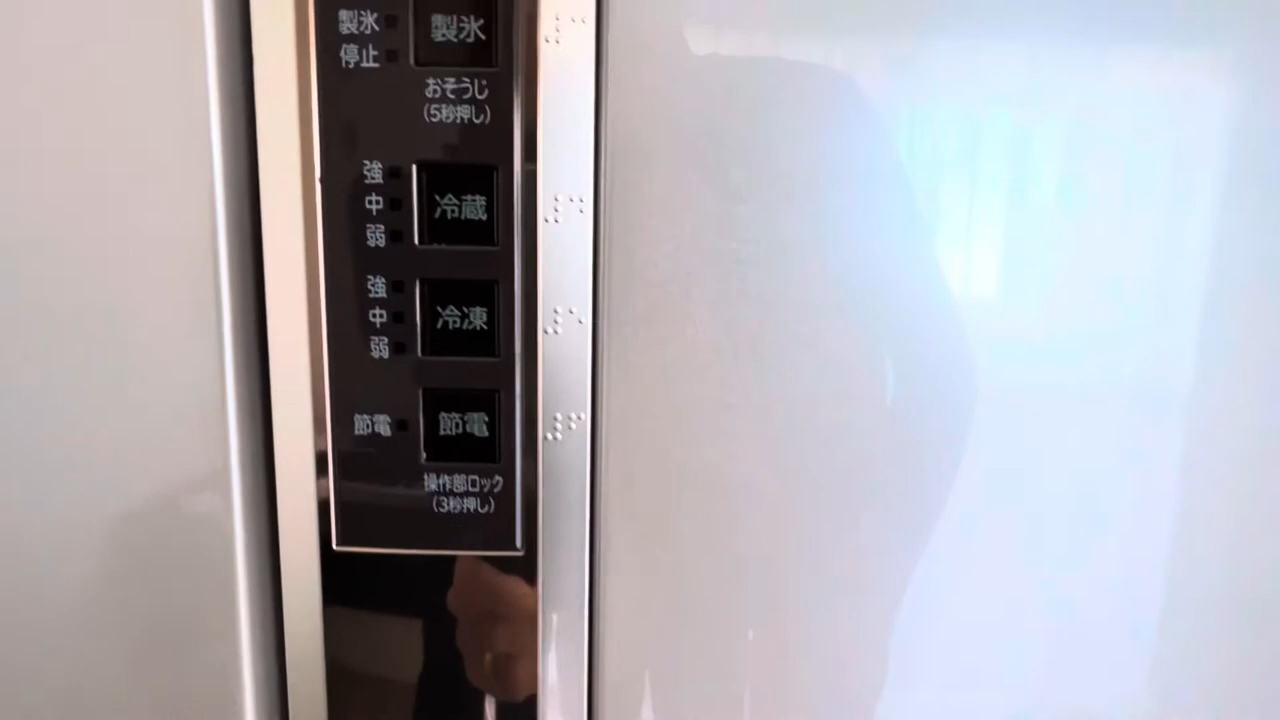 製氷
停止
製氷
おそうじ
(5秒押し)
強
中
弱
冷蔵
強
中
弱
冷凍
節電
節電
操作部ロック
(3秒押し)